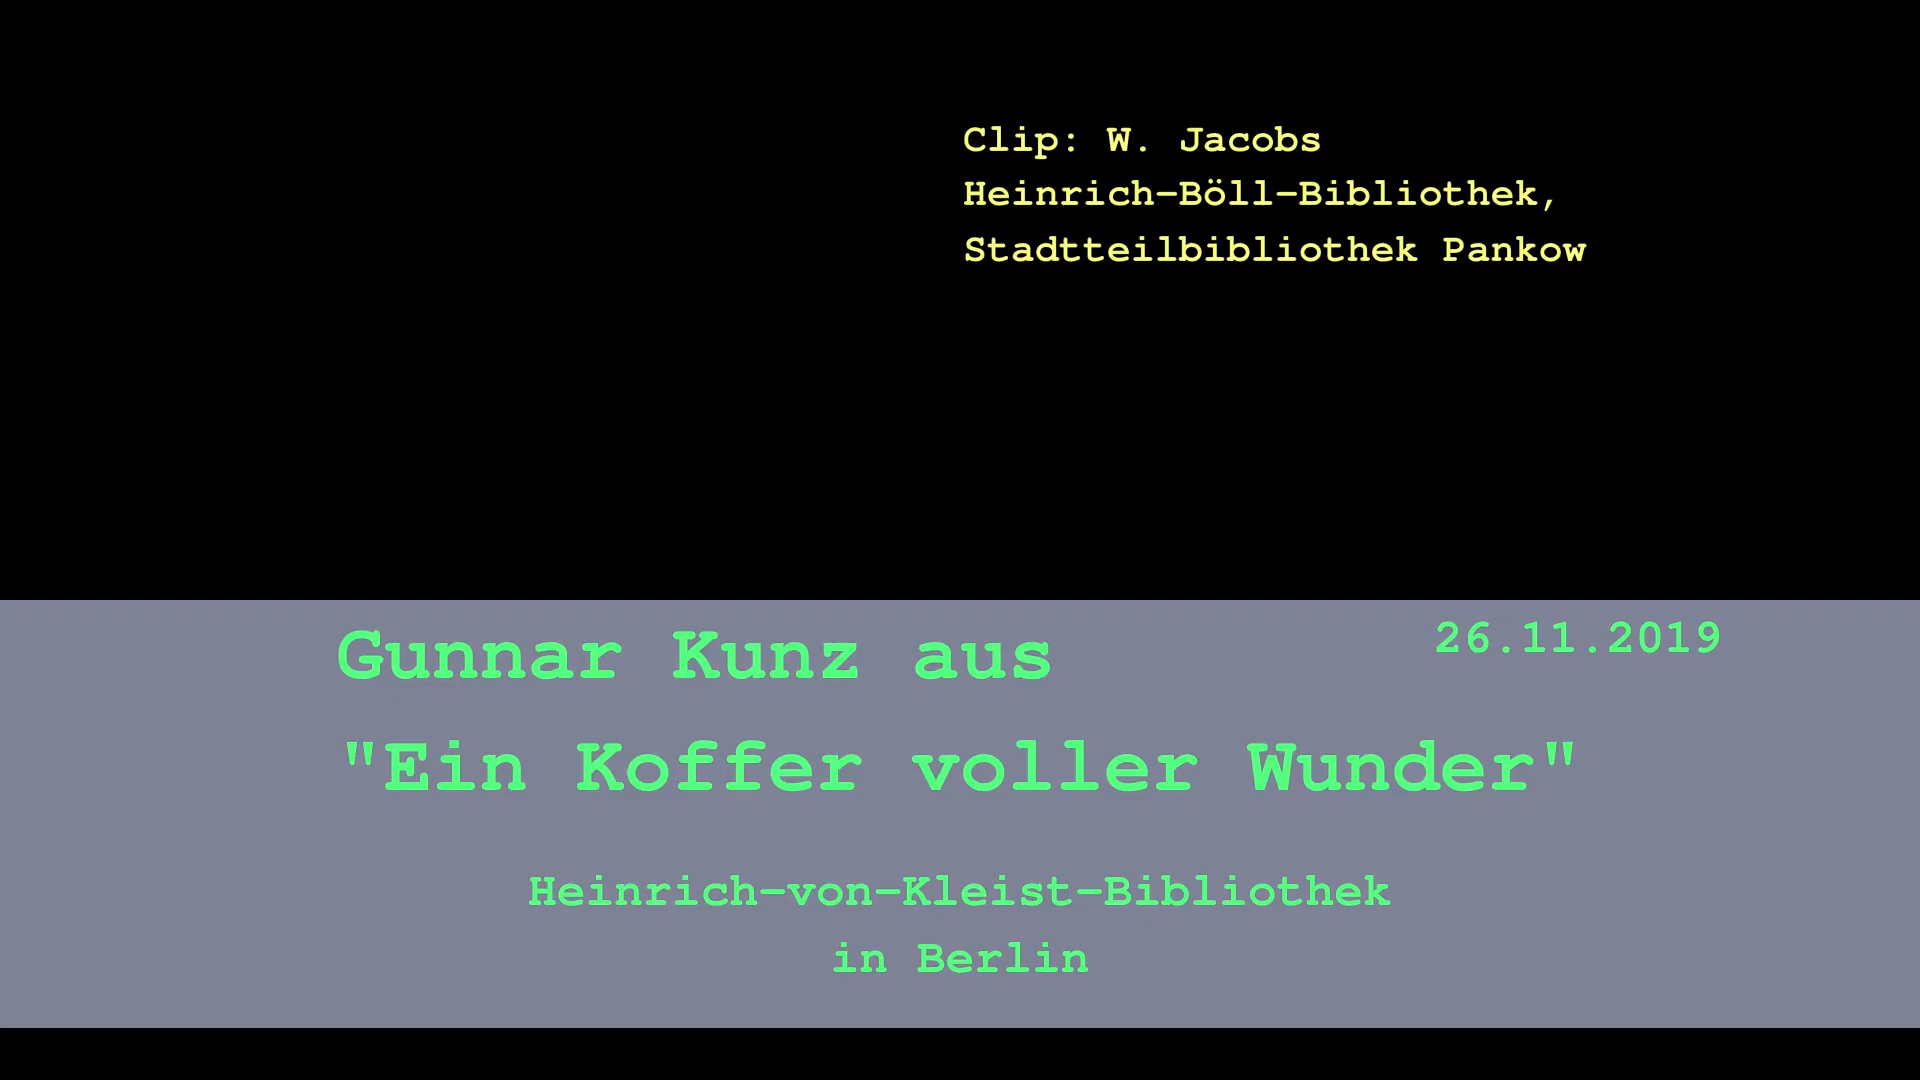 Clip: W. Jacobs
Heinrich-Böll-Bibliothek,
Stadtteilbibliothek Pankow
Gunnar Kunz aus
26.11.2019
"Ein Koffer voller Wunder"
Heinrich-von-Kleist-Bibliothek
in Berlin